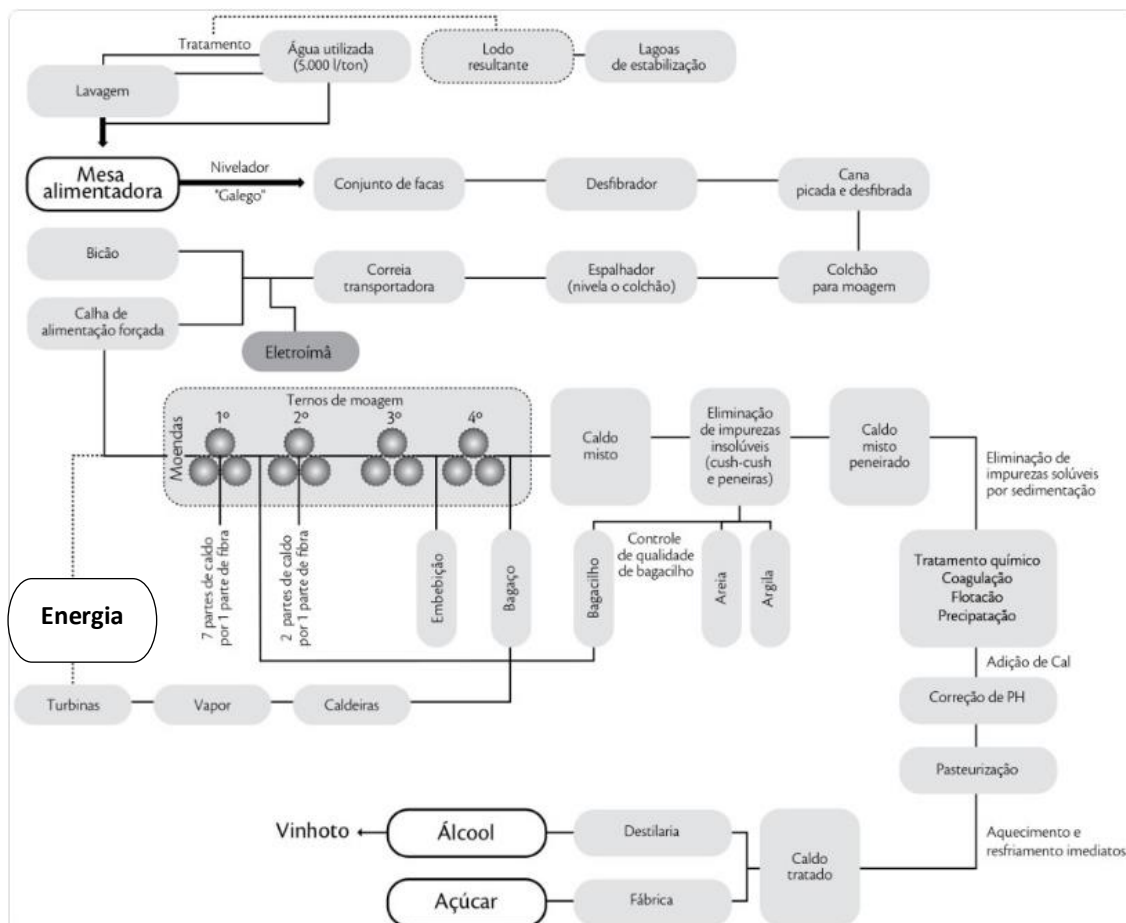 Tratamento
Água utilizada
(5.000 l/ton)
Lodo
resultante
Lagoas
de estabilização
Lavagem
Mesa
alimentadora
Nivelador
"Galego"
Conjunto de facas
Desfibrador
Cana
picada e desfibrada
Bicão
Correia
transportadora
Espalhador
(nivela o colchão)
Colchão
para moagem
Calha de
alimentação forçada
Eletroímã
Ternos de moagem
Moendas
1º
2º
3º
4º
Caldo
misto
Eliminação
de impurezas
insolúveis
(cush-cush
e peneiras)
Caldo
misto
peneirado
Eliminação de
impurezas solúveis
por sedimentação
7 partes de caldo
por 1 parte de fibra
2 partes de caldo
por 1 parte de fibra
Embebição
Bagaço
Bagacilho
Controle
de qualidade
de bagacilho
Areia
Argila
Tratamento químico
Coagulação
Flotacão
Precipatação
Energia
Adição de Cal
Turbinas
Vapor
Caldeiras
Correção de PH
Pasteurização
Vinhoto
Álcool
Destilaria
Caldo
tratado
Aquecimento e
resfriamento imediatos
Açúcar
Fábrica